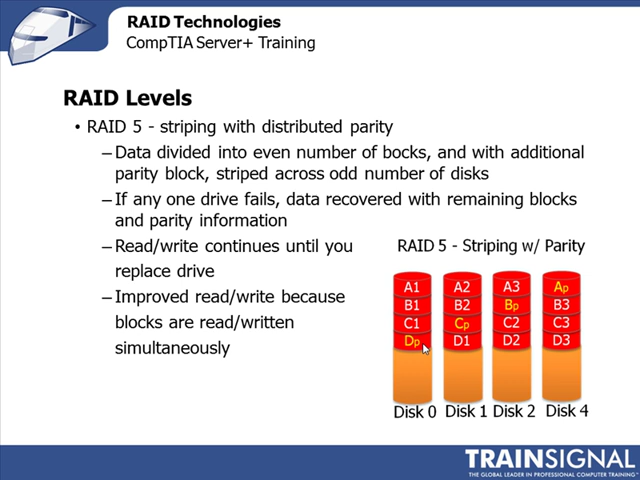 RAID Technologies
CompTIA Server+ Training
RAID Levels
• RAID 5 - striping with distributed parity
– Data divided into even number of bocks, and with additional
parity block, striped across odd number of disks
– If any one drive fails, data recovered with remaining blocks
and parity information
– Read/write continues until you
replace drive
– Improved read/write because
blocks are read/written
simultaneously
RAID 5 - Striping w/ Parity
A1 A2 A3 Ap
B1 B2 Bp B3
C1 Cp C2 C3
Dp D1 D2 D3
Disk 0 Disk 1 Disk 2 Disk 4
TRAINSIGNAL
THE GLOBAL LEADER IN PROFESSIONAL COMPUTER TRAINING